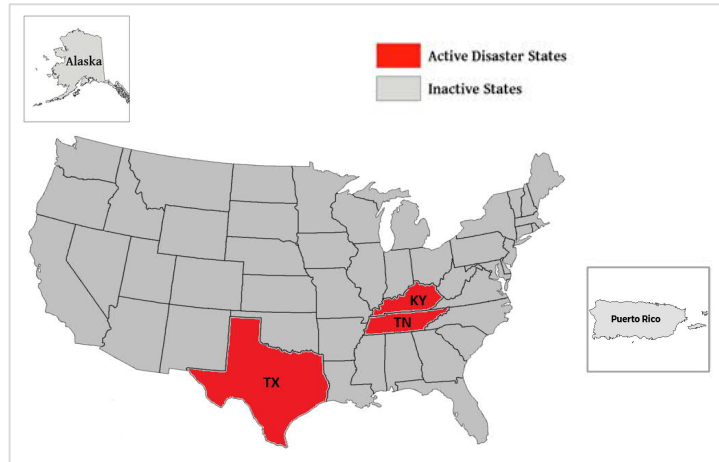 Alaska
Active Disaster States
Inactive States
KY
TN
TX
Puerto Rico